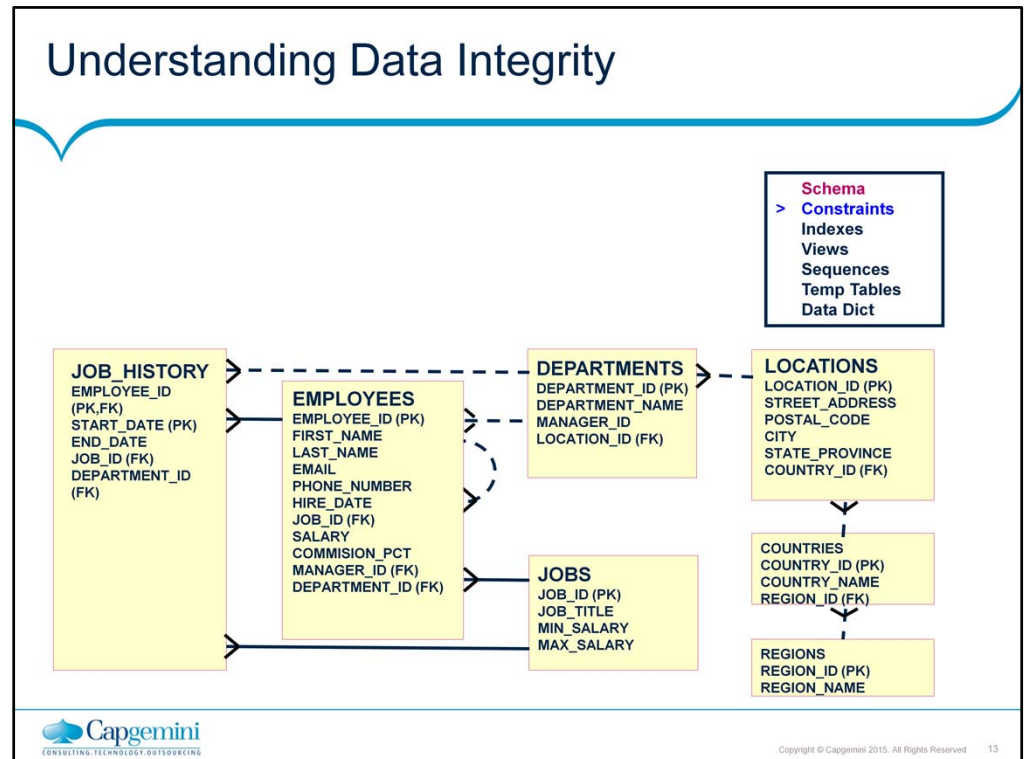 Understanding Data Integrity
Schema
> Constraints
Indexes
Views
Sequences
Temp Tables
Data Dict
JOB_HISTORY
EMPLOYEE_ID
(PK,FK)
START_DATE (PK)
END_DATE
JOB_ID (FK)
DEPARTMENT_ID
(FK)
EMPLOYEES
EMPLOYEE_ID (PK)
FIRST_NAME
LAST_NAME
EMAIL
PHONE_NUMBER
HIRE_DATE
JOB_ID (FK)
SALARY
COMMISION_PCT
MANAGER_ID (FK)
DEPARTMENT_ID (FK)
DEPARTMENTS
DEPARTMENT_ID (PK)
DEPARTMENT_NAME
MANAGER_ID
LOCATION_ID (FK)
JOBS
JOB_ID (PK)
JOB_TITLE
MIN_SALARY
MAX_SALARY
LOCATIONS
LOCATION_ID (PK)
STREET_ADDRESS
POSTAL_CODE
CITY
STATE_PROVINCE
COUNTRY_ID (FK)
COUNTRIES
COUNTRY_ID (PK)
COUNTRY_NAME
REGION_ID (FK)
REGIONS
REGION_ID (PK)
REGION_NAME
Capgemini
CONSULTING.TECHNOLOGY.OUTSOURCING
Copyright © Capgemini 2015. All Rights Reserved 13